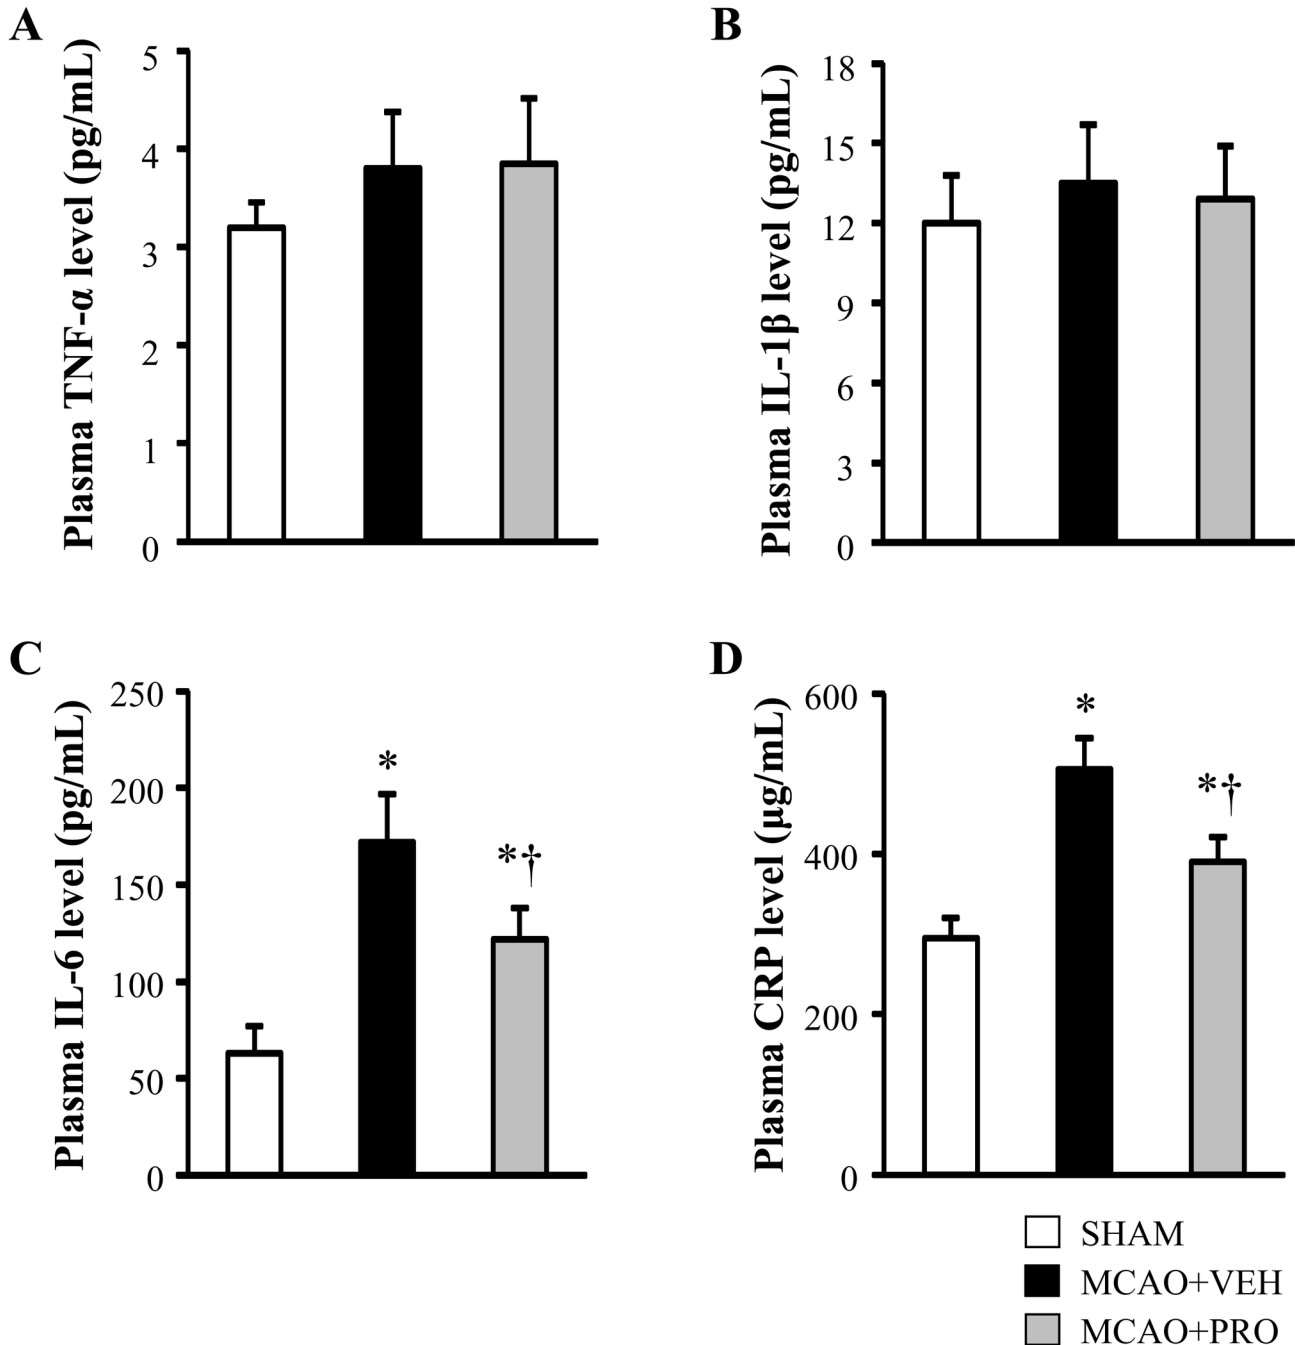 A
Plasma TNF-α level (pg/mL)
5
4
3
2
1
0
B
Plasma IL-1β level (pg/mL)
18
15
12
9
6
3
0
C
Plasma IL-6 level (pg/mL)
250
200
150
100
50
0
*
*†
D
Plasma CRP level (μg/mL)
600
400
200
0
*
*†
SHAM
MCAO+VEH
MCAO+PRO